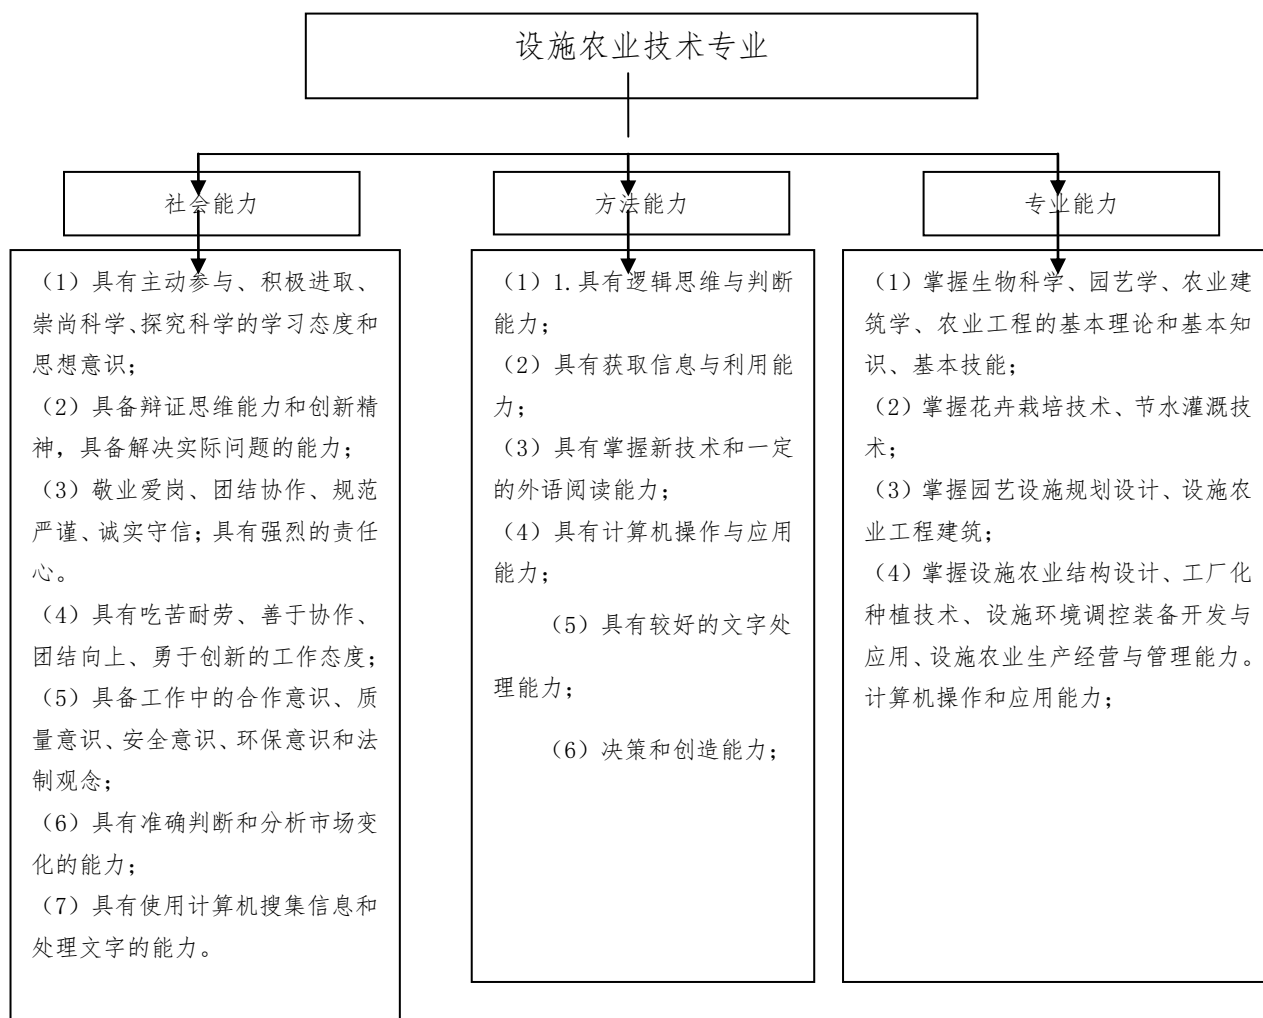 设施农业技术专业
社会能力
方法能力
专业能力
（1）具有主动参与、积极进取、
崇尚科学、探究科学的学习态度和
思想意识；
（2）具备辩证思维能力和创新精
神，具备解决实际问题的能力；
（3）敬业爱岗、团结协作、规范
严谨、诚实守信；具有强烈的责任
心。
（4）具有吃苦耐劳、善于协作、
团结向上、勇于创新的工作态度；
（5）具备工作中的合作意识、质
量意识、安全意识、环保意识和法
制观念；
（6）具有准确判断和分析市场变
化的能力；
（7）具有使用计算机搜集信息和
处理文字的能力。
（1）1.具有逻辑思维与判断
能力；
（2）具有获取信息与利用能
力；
（3）具有掌握新技术和一定
的外语阅读能力；
（4）具有计算机操作与应用
能力；
（5）具有较好的文字处
理能力；
（6）决策和创造能力；
（1）掌握生物科学、园艺学、农业建
筑学、农业工程的基本理论和基本知
识、基本技能；
（2）掌握花卉栽培技术、节水灌溉技
术；
（3）掌握园艺设施规划设计、设施农
业工程建筑；
（4）掌握设施农业结构设计、工厂化
种植技术、设施环境调控装备开发与
应用、设施农业生产经营与管理能力。
计算机操作和应用能力；